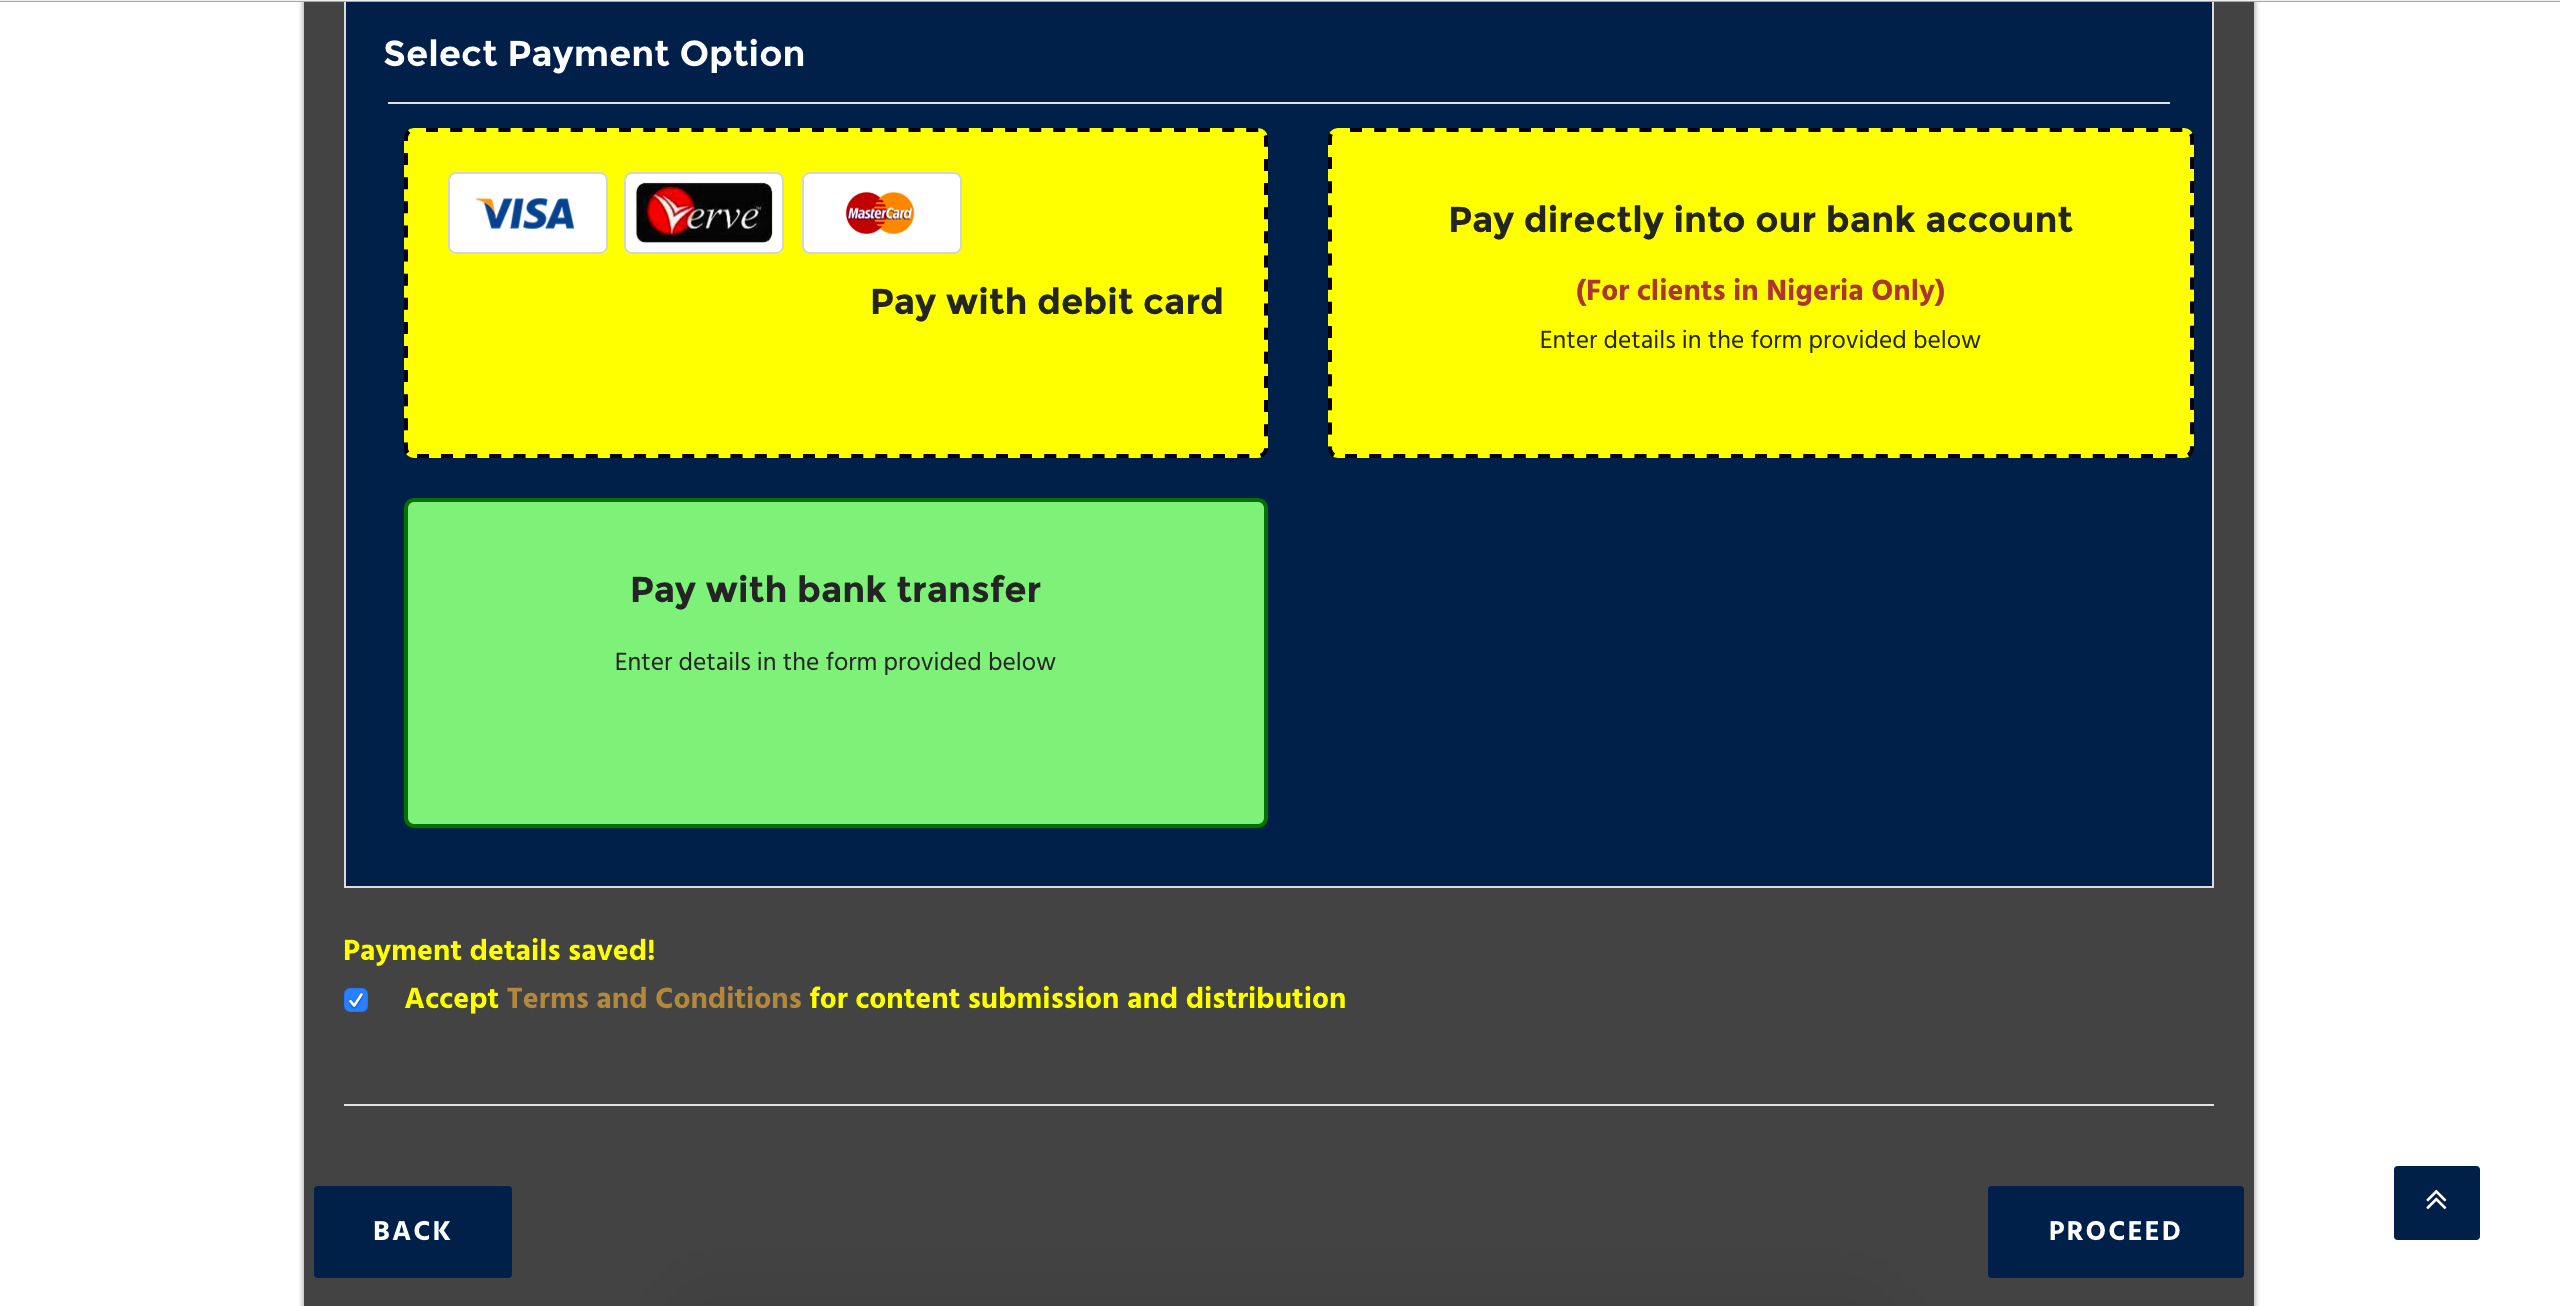 Select Payment Option
VISA
Verve
MasterCard
Pay with debit card
Pay directly into our bank account
(For clients in Nigeria Only)
Enter details in the form provided below
Pay with bank transfer
Enter details in the form provided below
Payment details saved!
Accept Terms and Conditions for content submission and distribution
BACK
PROCEED